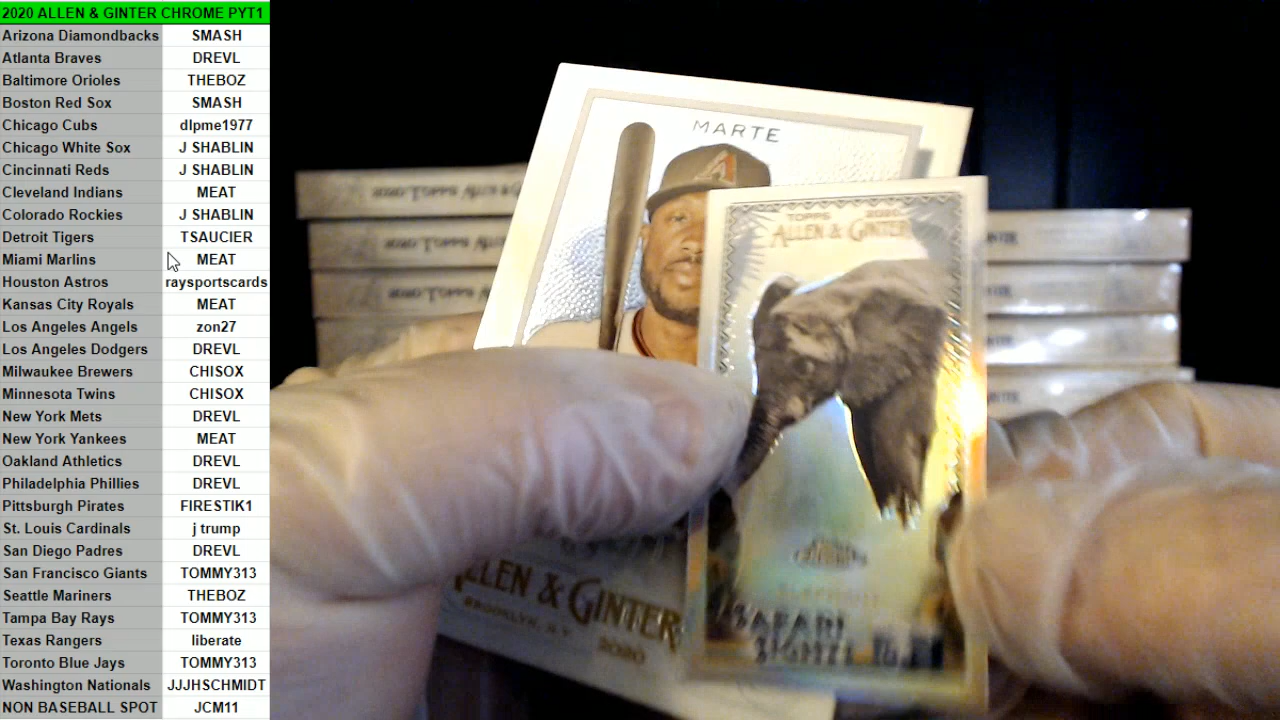 2020 ALLEN & GINTER CHROME PYT1
Arizona Diamondbacks SMASH
Atlanta Braves DREVL
Baltimore Orioles THEBOZ
Boston Red Sox SMASH
Chicago Cubs dlpme1977
Chicago White Sox J SHABLIN
Cincinnati Reds J SHABLIN
Cleveland Indians MEAT
Colorado Rockies J SHABLIN
Detroit Tigers TSAUCIER
Miami Marlins MEAT
Houston Astros raysportscards
Kansas City Royals MEAT
Los Angeles Angels zon27
Los Angeles Dodgers DREVL
Milwaukee Brewers CHISOX
Minnesota Twins CHISOX
New York Mets DREVL
New York Yankees MEAT
Oakland Athletics DREVL
Philadelphia Phillies DREVL
Pittsburgh Pirates FIRESTIK1
St. Louis Cardinals j trump
San Diego Padres DREVL
San Francisco Giants TOMMY313
Seattle Mariners THEBOZ
Tampa Bay Rays TOMMY313
Texas Rangers liberate
Toronto Blue Jays TOMMY313
Washington Nationals JJJHSCHMIDT
NON BASEBALL SPOT JCM11
MARTE
ALLEN & GINTER
BROOKLYN, N.Y.
2020
TOPPS 2020
ALLEN & GINTER
SAFARI